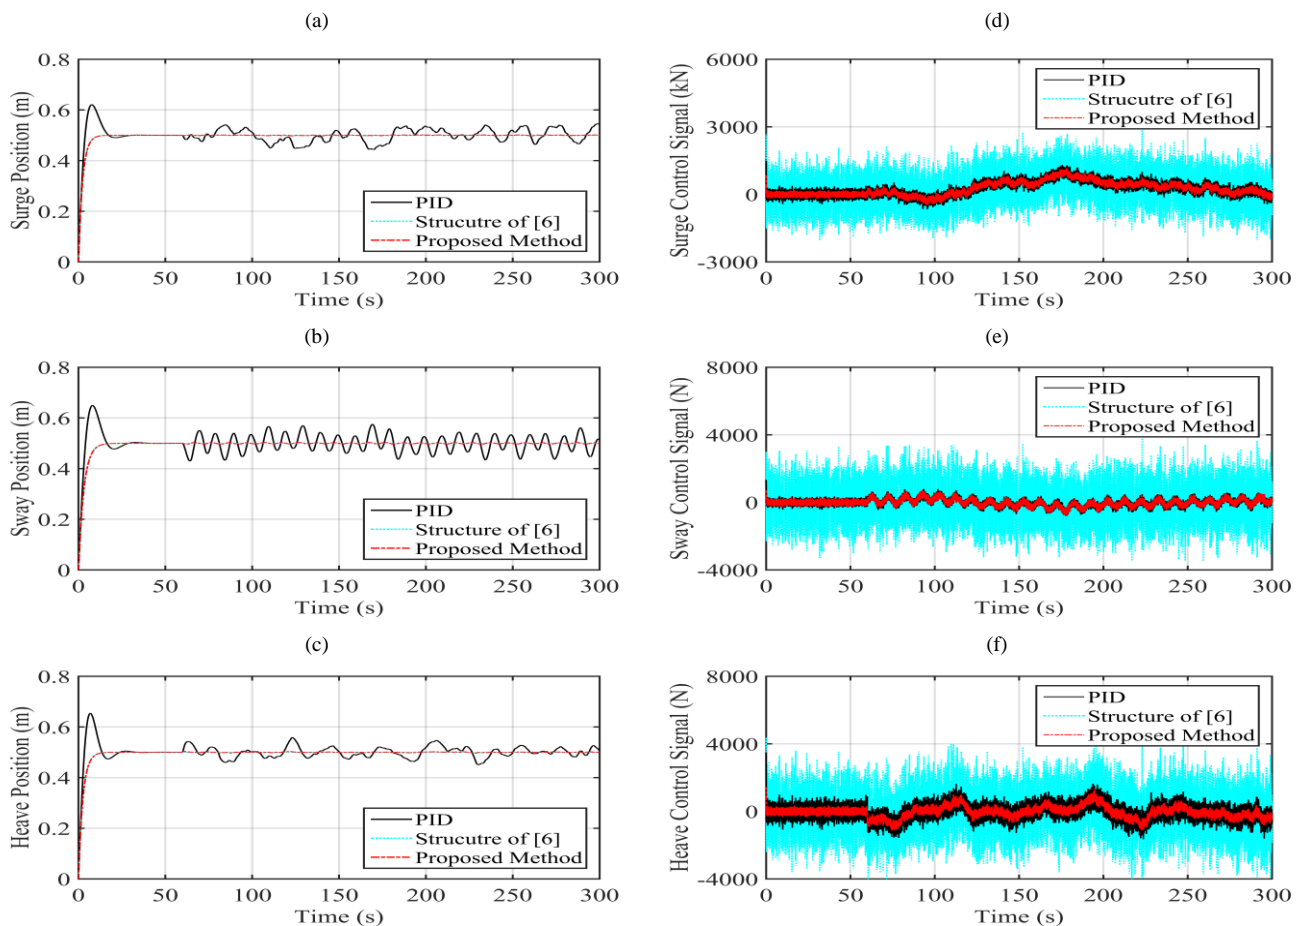 (a)
0.8
0.6
0.4
0.2
0
Surge Position (m)
PID
Strucutre of [6]
Proposed Method
0 50 100 150 200 250 300
Time (s)
(d)
6000
3000
0
-3000
Surge Control Signal (kN)
PID
Strucutre of [6]
Proposed Method
0 50 100 150 200 250 300
Time (s)
(b)
0.8
0.6
0.4
0.2
0
Sway Position (m)
PID
Structure of [6]
Proposed Method
0 50 100 150 200 250 300
Time (s)
(e)
8000
4000
0
-4000
Sway Control Signal (N)
PID
Structure of [6]
Proposed Method
0 50 100 150 200 250 300
Time (s)
(c)
0.8
0.6
0.4
0.2
0
Heave Position (m)
PID
Strucutre of [6]
Proposed Method
0 50 100 150 200 250 300
Time (s)
(f)
8000
4000
0
-4000
Heave Control Signal (N)
PID
Structure of [6]
Proposed Method
0 50 100 150 200 250 300
Time (s)